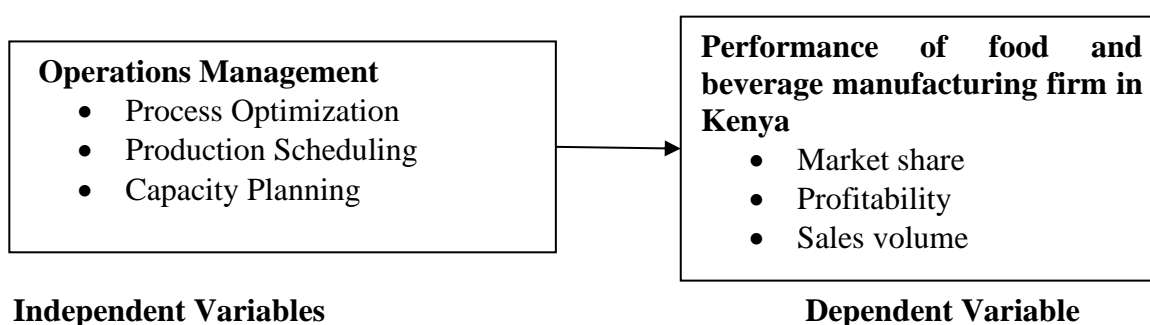 Operations Management
• Process Optimization
• Production Scheduling
• Capacity Planning
Performance of food and
beverage manufacturing firm in
Kenya
• Market share
• Profitability
• Sales volume
Independent Variables
Dependent Variable